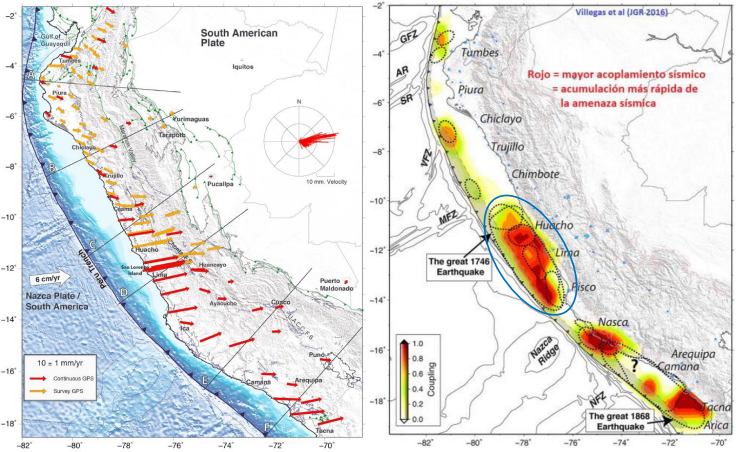 South American
Plate
Gulf of
Guayaquil
Tumbes
Iquitos
A
Piura
Yurimaguas
Tarapoto
Chiclayo
B
Trujillo
Pucallpa
N
10 mm. Velocity
C
Huacho
San Lorenzo
Island
Huancayo
Lima
Peru Trench
6 cm/yr
Nazca Plate /
South America
D
Puerto
Maldonado
Cuzco
Ayacucho
Ica
Puno
10 ± 1 mm/yr
Continuous GPS
Survey GPS
E
Camana
Arequipa
F
Tacna
−2°
−4°
−6°
−8°
−10°
−12°
−14°
−16°
−18°
−82°
−80°
−78°
−76°
−74°
−72°
−70°
Villegas et al (JGR 2016)
GFZ
Tumbes
AR
SR
Piura
Rojo = mayor acoplamiento sísmico
= acumulación más rápida de
la amenaza sísmica
Chiclayo
VFZ
Trujillo
Chimbote
MFZ
Huacho
Lima
The great 1746
Earthquake
Pisco
Nasca
Nazca
Ridge
NFZ
?
Arequipa
Camana
Tacna
Arica
The great 1868
Earthquake
1.0
0.8
0.6
0.4
0.2
0.0
Coupling
−2°
−4°
−6°
−8°
−10°
−12°
−14°
−16°
−18°
−82°
−80°
−78°
−76°
−74°
−72°
−70°